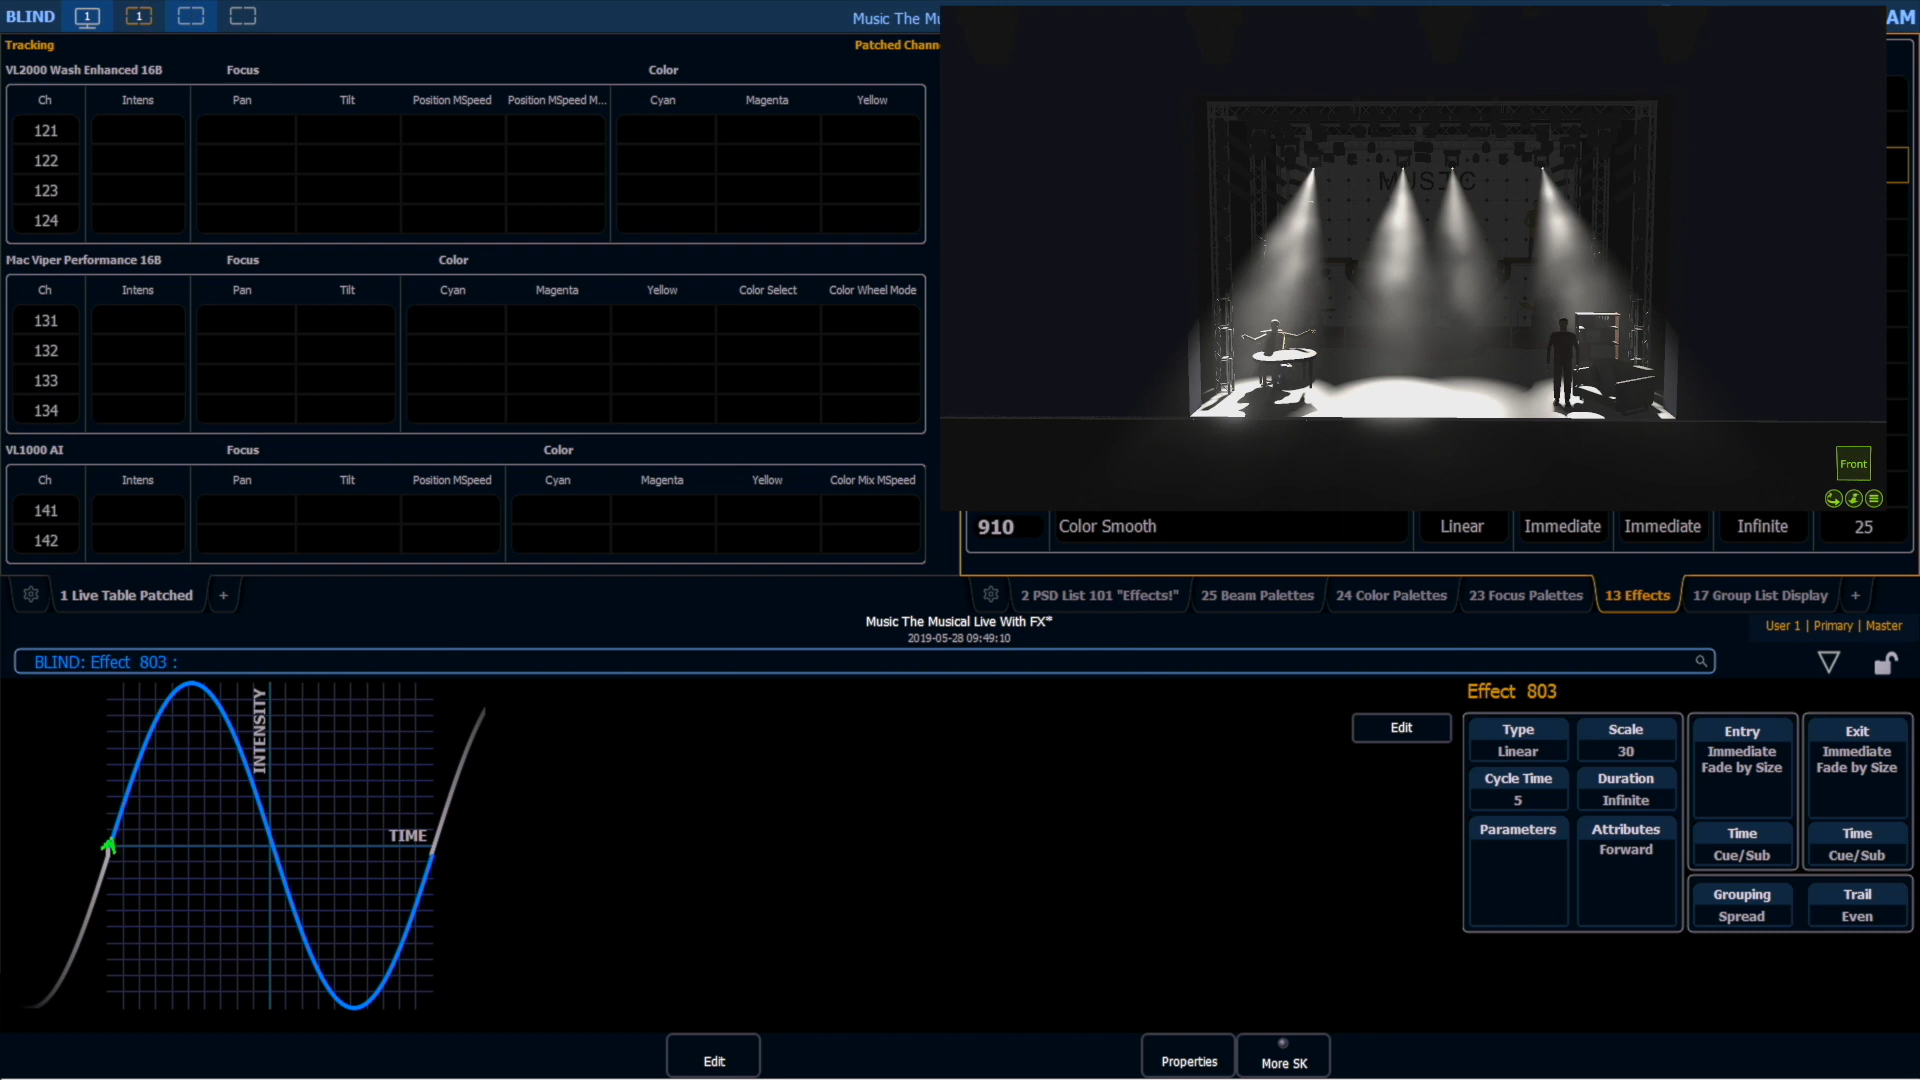 BLIND 1 1 Music The Mu AM
Tracking Patched Chann
VL2000 Wash Enhanced 16B Focus Color
Ch Intens Pan Tilt Position MSpeed Position MSpeed M... Cyan Magenta Yellow
121
122
123
124
Mac Viper Performance 16B Focus Color
Ch Intens Pan Tilt Cyan Magenta Yellow Color Select Color Wheel Mode
131
132
133
134
VL1000 AI Focus Color
Ch Intens Pan Tilt Position MSpeed Cyan Magenta Yellow Color Mix MSpeed
141
142
MUSIC
Front
910 Color Smooth Linear Immediate Immediate Infinite 25
1 Live Table Patched +
2 PSD List 101 "Effects!" 25 Beam Palettes 24 Color Palettes 23 Focus Palettes 13 Effects 17 Group List Display +
Music The Musical Live With FX*
2019-05-28 09:49:10
User 1 | Primary | Master
BLIND: Effect 803 :
INTENSITY
TIME
Edit
Effect 803
Type Scale Entry Exit
Linear 30 Immediate Immediate
Fade by Size Fade by Size
Cycle Time Duration
5 Infinite
Parameters Attributes Time Time
Forward Cue/Sub Cue/Sub
Grouping Trail
Spread Even
Edit Properties More SK